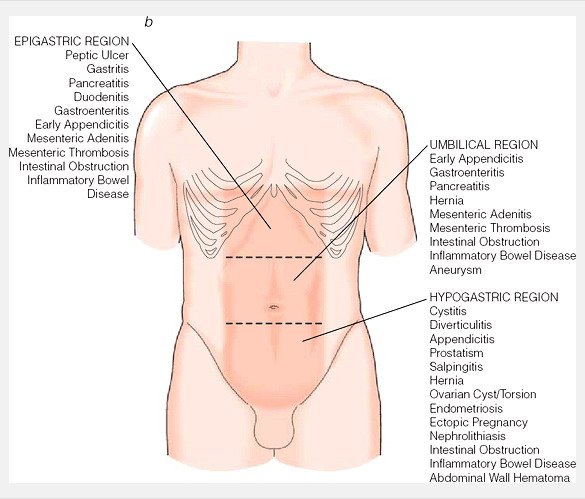 b
EPIGASTRIC REGION
Peptic Ulcer
Gastritis
Pancreatitis
Duodenitis
Gastroenteritis
Early Appendicitis
Mesenteric Adenitis
Mesenteric Thrombosis
Intestinal Obstruction
Inflammatory Bowel
Disease
UMBILICAL REGION
Early Appendicitis
Gastroenteritis
Pancreatitis
Hernia
Mesenteric Adenitis
Mesenteric Thrombosis
Intestinal Obstruction
Inflammatory Bowel Disease
Aneurysm
HYPOGASTRIC REGION
Cystitis
Diverticulitis
Appendicitis
Prostatism
Salpingitis
Hernia
Ovarian Cyst/Torsion
Endometriosis
Ectopic Pregnancy
Nephrolithiasis
Intestinal Obstruction
Inflammatory Bowel Disease
Abdominal Wall Hematoma